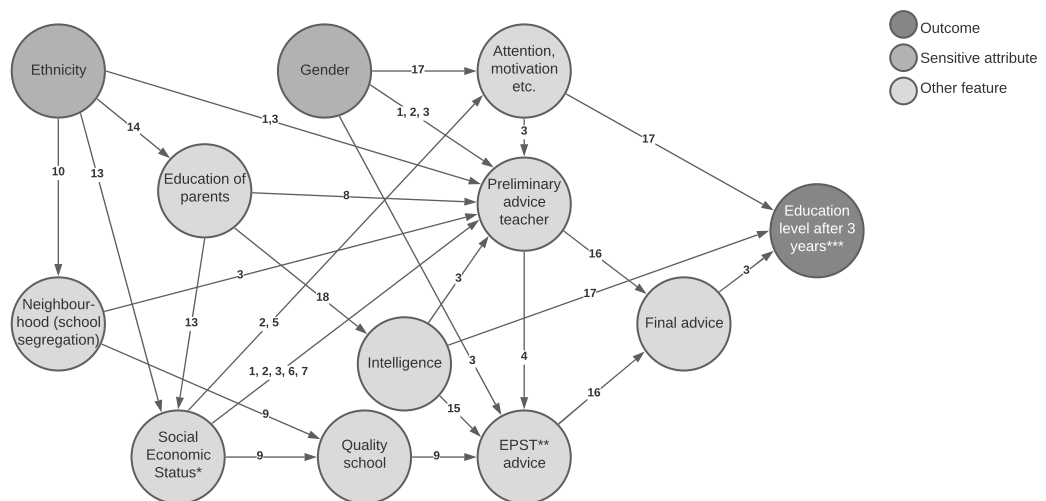 Ethnicity
Gender
Attention,
motivation
etc.
Outcome
Sensitive attribute
Other feature
17
1,3
1, 2, 3
14
3
17
10
13
Education of
parents
8
Preliminary
advice
teacher
Education
level after 3
years***
16
3
3
3
17
18
Neighbour-
hood (school
segregation)
13
2, 5
Final advice
Intelligence
1, 2, 3, 6, 7
3
4
16
15
9
Social
Economic
Status*
9
Quality
school
9
EPST**
advice